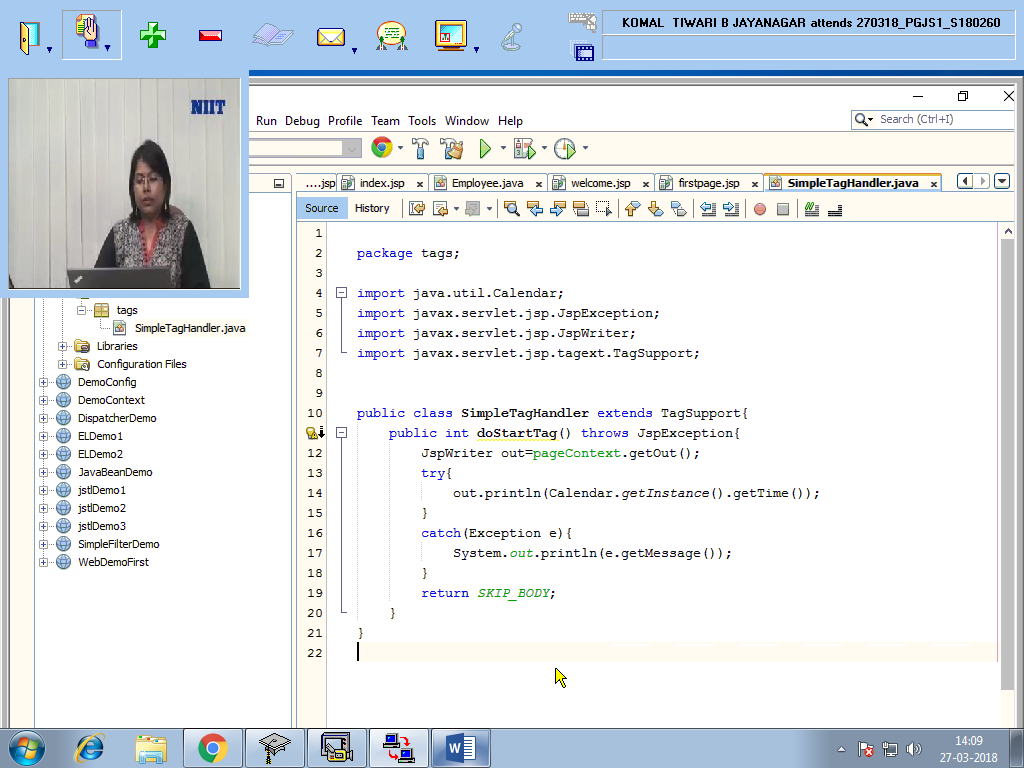 KOMAL TIWARI B JAYANAGAR attends 270318_PGJS1_S180260
NIIT
Run Debug Profile Team Tools Window Help
Search (Ctrl+I)
....jsp index.jsp Employee.java welcome.jsp firstpage.jsp SimpleTagHandler.java
Source History
1
2 package tags;
3
4 import java.util.Calendar;
5 import javax.servlet.jsp.JspException;
6 import javax.servlet.jsp.JspWriter;
7 import javax.servlet.jsp.tagext.TagSupport;
8
9
10 public class SimpleTagHandler extends TagSupport{
public int doStartTag() throws JspException{
12 JspWriter out=pageContext.getOut();
13 try{
14 out.println(Calendar.getInstance().getTime());
15 }
16 catch(Exception e){
17 System.out.println(e.getMessage());
18 }
19 return SKIP_BODY;
20 }
21 }
22
tags
SimpleTagHandler.java
Libraries
Configuration Files
DemoConfig
DemoContext
DispatcherDemo
ELDemo1
ELDemo2
JavaBeanDemo
jstlDemo1
jstlDemo2
jstlDemo3
SimpleFilterDemo
WebDemoFirst
14:09
27-03-2018